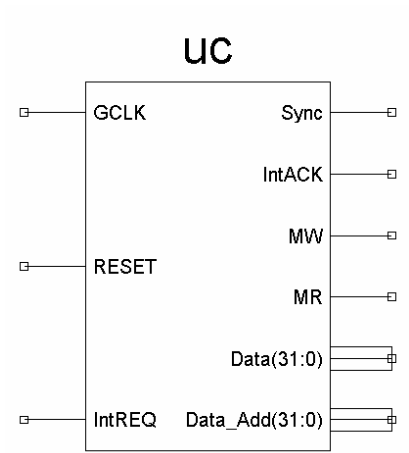 uc
GCLK Sync
IntACK
MW
RESET
MR
Data(31:0)
IntREQ Data_Add(31:0)